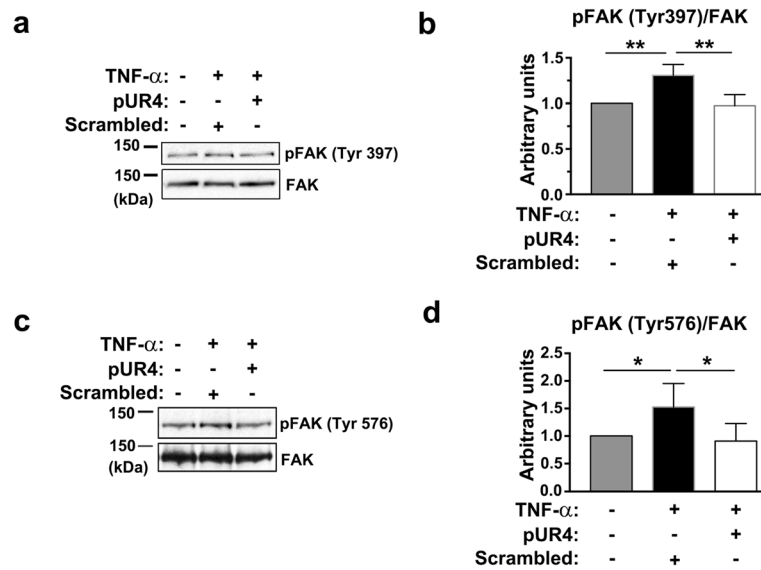 a
TNF-α: - + +
pUR4: - - +
Scrambled: - + -
150
pFAK (Tyr 397)
150
FAK
(kDa)
b
pFAK (Tyr397)/FAK
** **
Arbitrary units
1.5
1.0
0.5
0.0
TNF-α: - + +
pUR4: - - +
Scrambled: - + -
c
TNF-α: - + +
pUR4: - - +
Scrambled: - + -
150
pFAK (Tyr 576)
150
FAK
(kDa)
d
pFAK (Tyr576)/FAK
* *
Arbitrary units
2.5
2.0
1.5
1.0
0.5
0.0
TNF-α: - + +
pUR4: - - +
Scrambled: - + -